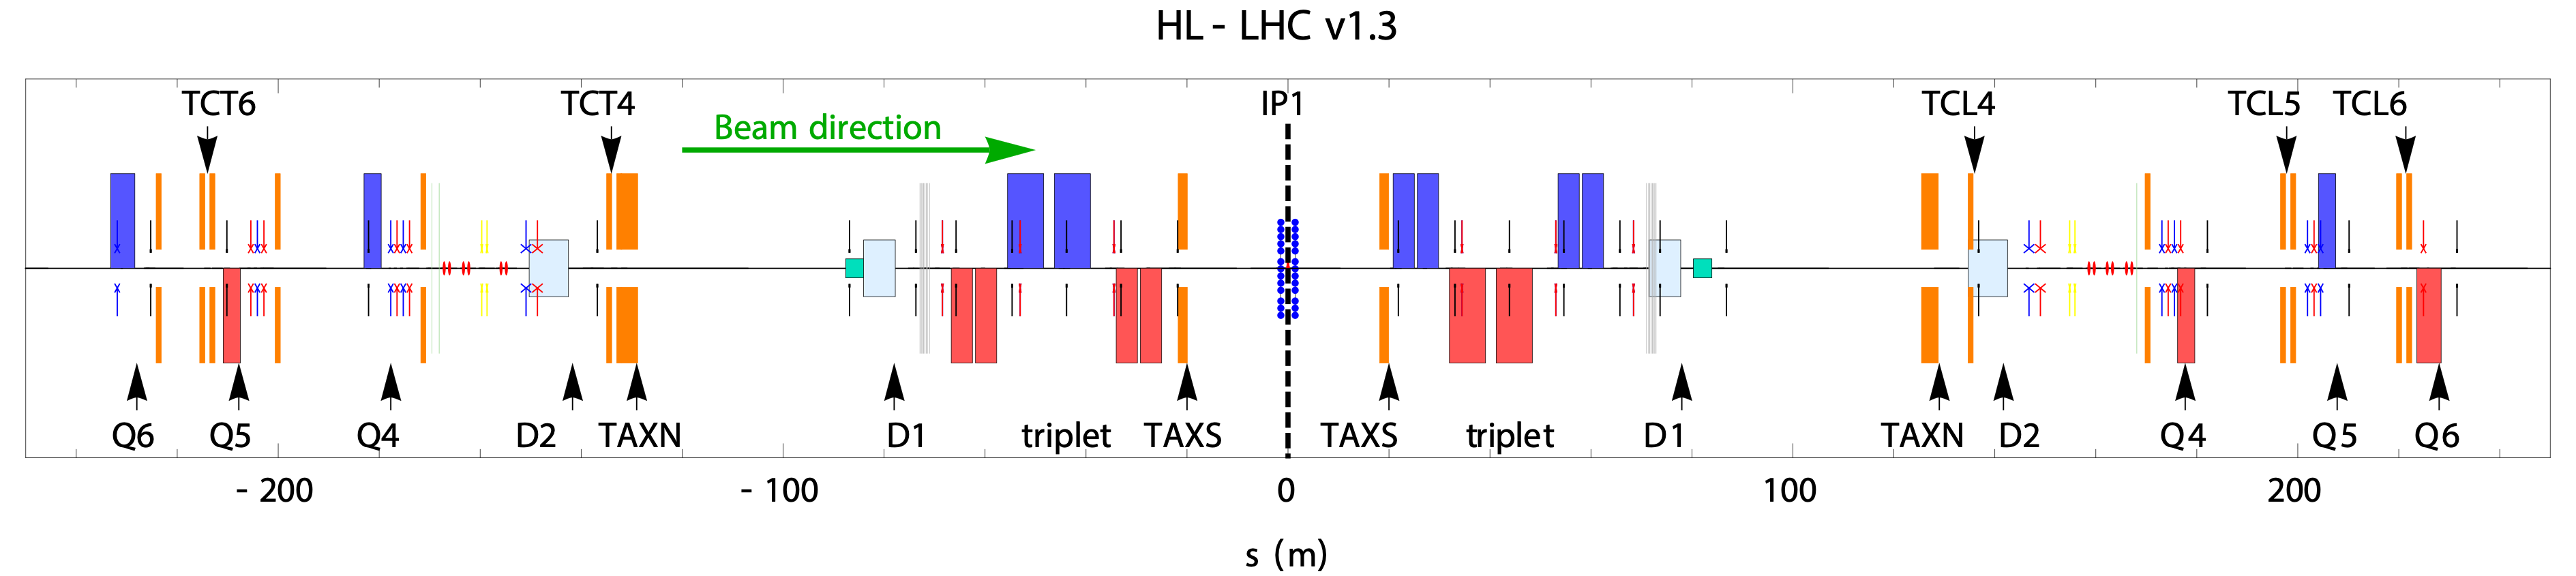 HL - LHC v1.3
TCT6 TCT4 IP1 TCL4 TCL5 TCL6
Beam direction
Q6 Q5 Q4 D2 TAXN D1 triplet TAXS TAXS triplet D1 TAXN D2 Q4 Q5 Q6
- 200 - 100 0 100 200
s (m)